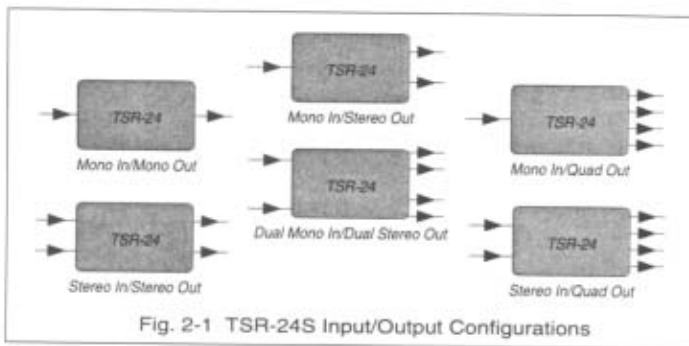 TSR-24
Mono In/Mono Out
TSR-24
Mono In/Stereo Out
TSR-24
Mono In/Quad Out
TSR-24
Stereo In/Stereo Out
TSR-24
Dual Mono In/Dual Stereo Out
TSR-24
Stereo In/Quad Out
Fig. 2-1 TSR-24S Input/Output Configurations